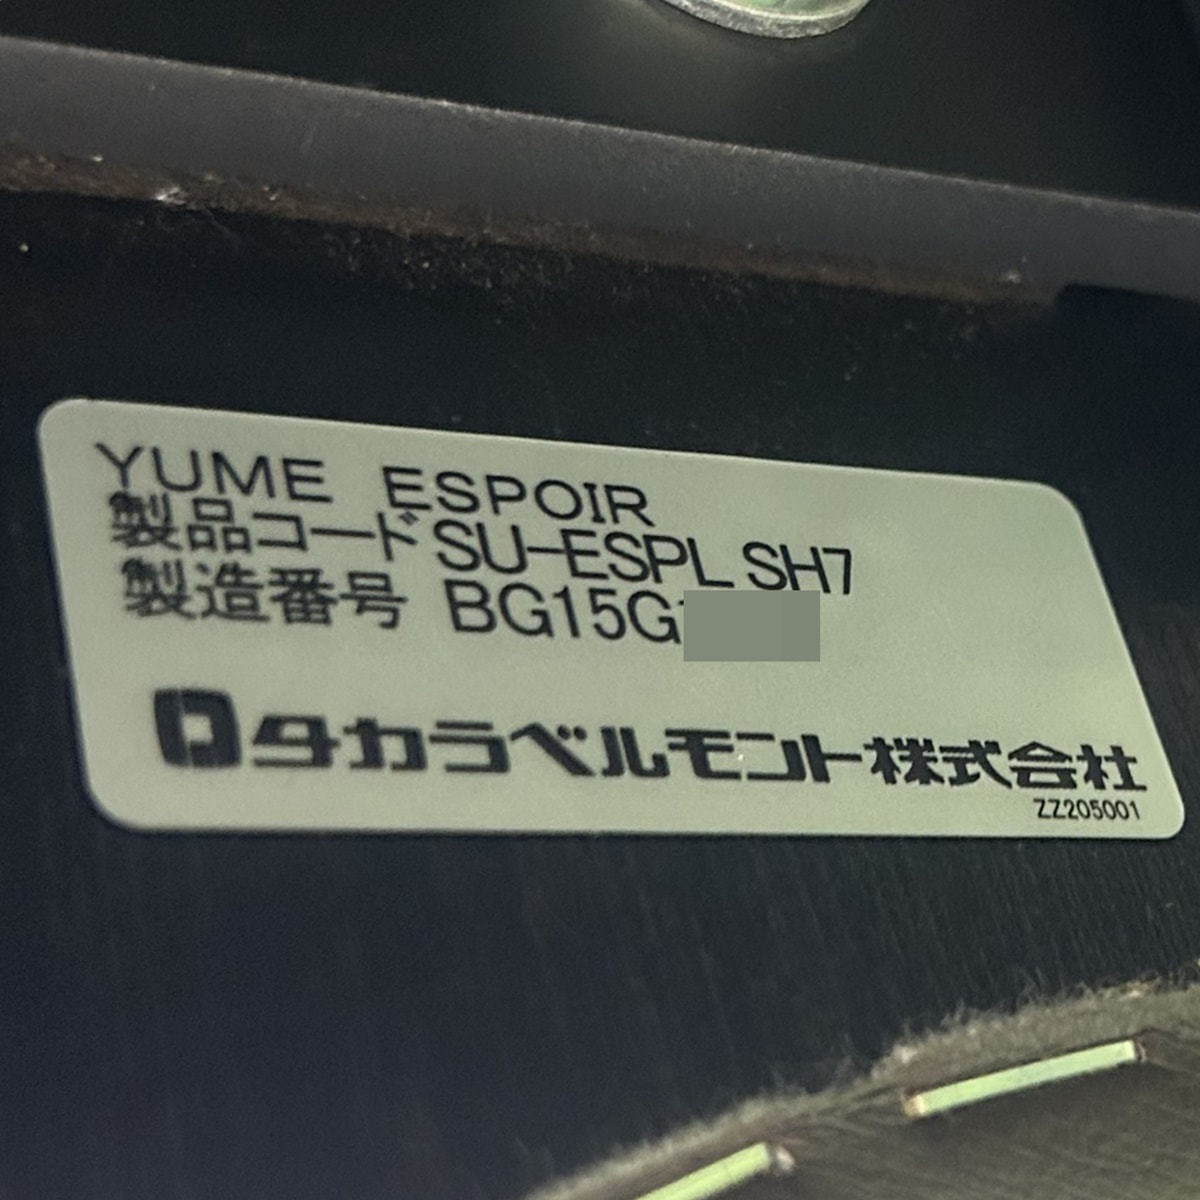 YUME ESPOIR
製品コード SU-ESPL SH7
製造番号 BG15G
タカラベルモント株式会社
ZZ205001